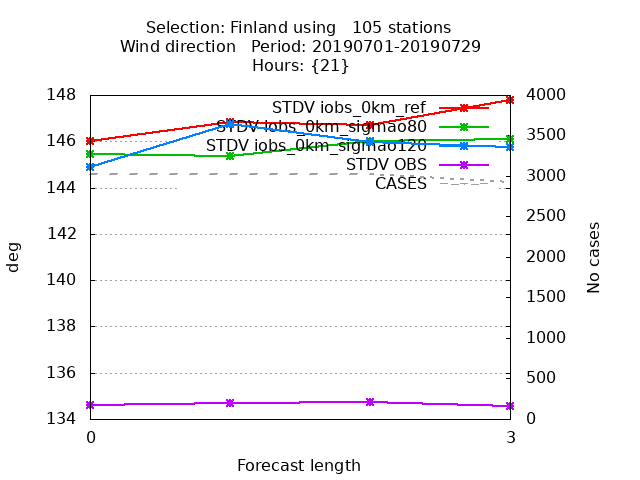 Selection: Finland using 105 stations
Wind direction Period: 20190701-20190729
Hours: {21}
148
146
144
142
140
138
136
134
deg
4000
3500
3000
2500
2000
1500
1000
500
0
No cases
STDV iobs_0km_ref
STDV iobs_0km_sigmao80
STDV iobs_0km_sigmao120
STDV OBS
CASES
0
3
Forecast length